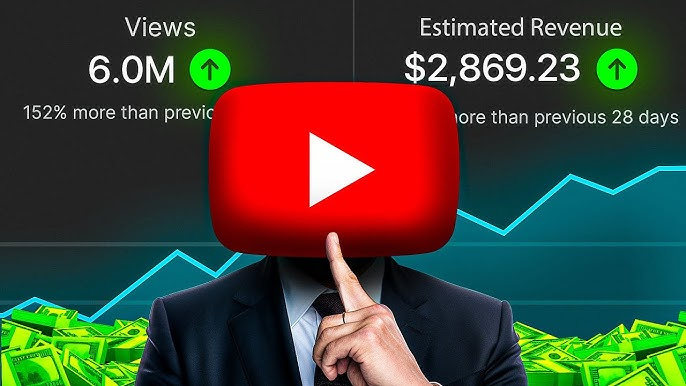 Views
6.0M
152% more than previo
Estimated Revenue
$2,869.23
more than previous 28 days